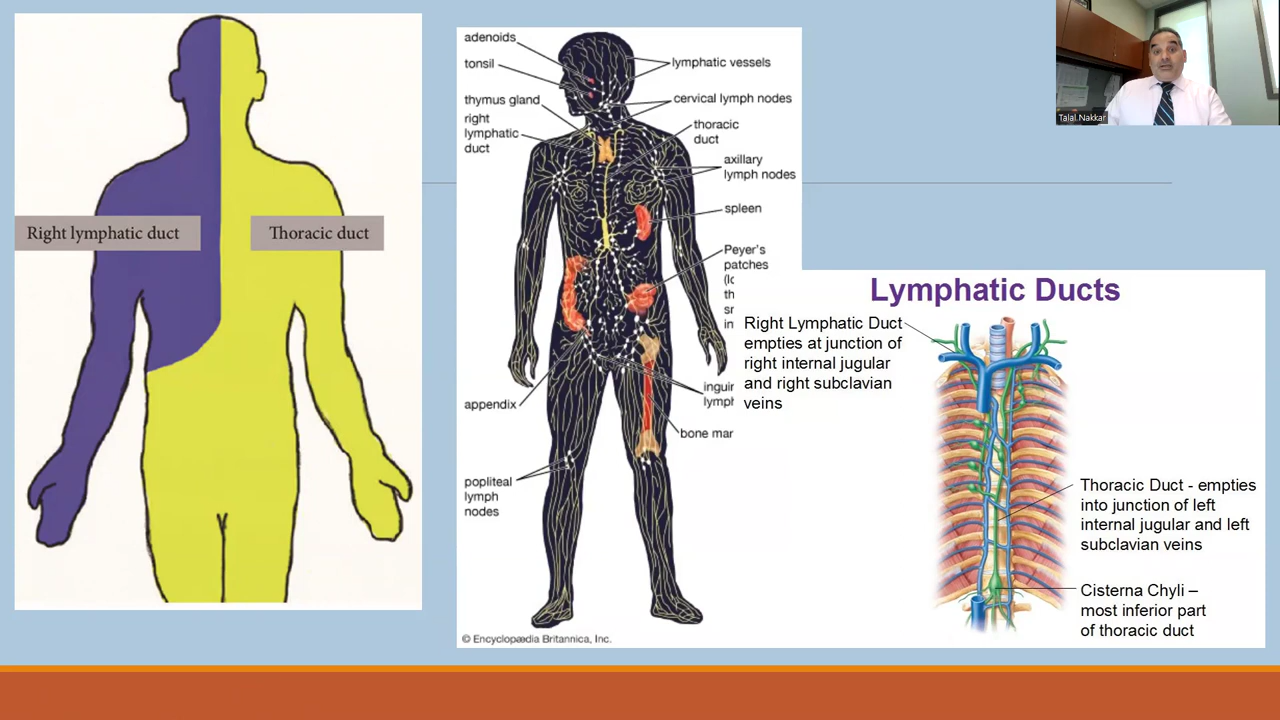 Right lymphatic duct
Thoracic duct
adenoids
tonsil
thymus gland
right
lymphatic
duct
lymphatic vessels
cervical lymph nodes
thoracic
duct
axillary
lymph nodes
spleen
Peyer's
patches
appendix
bone mar
popliteal
lymph
nodes
© Encyclopædia Britannica, Inc.
Lymphatic Ducts
Right Lymphatic Duct
empties at junction of
right internal jugular
and right subclavian
veins
Thoracic Duct - empties
into junction of left
internal jugular and left
subclavian veins
Cisterna Chyli –
most inferior part
of thoracic duct
Talal Nakkar